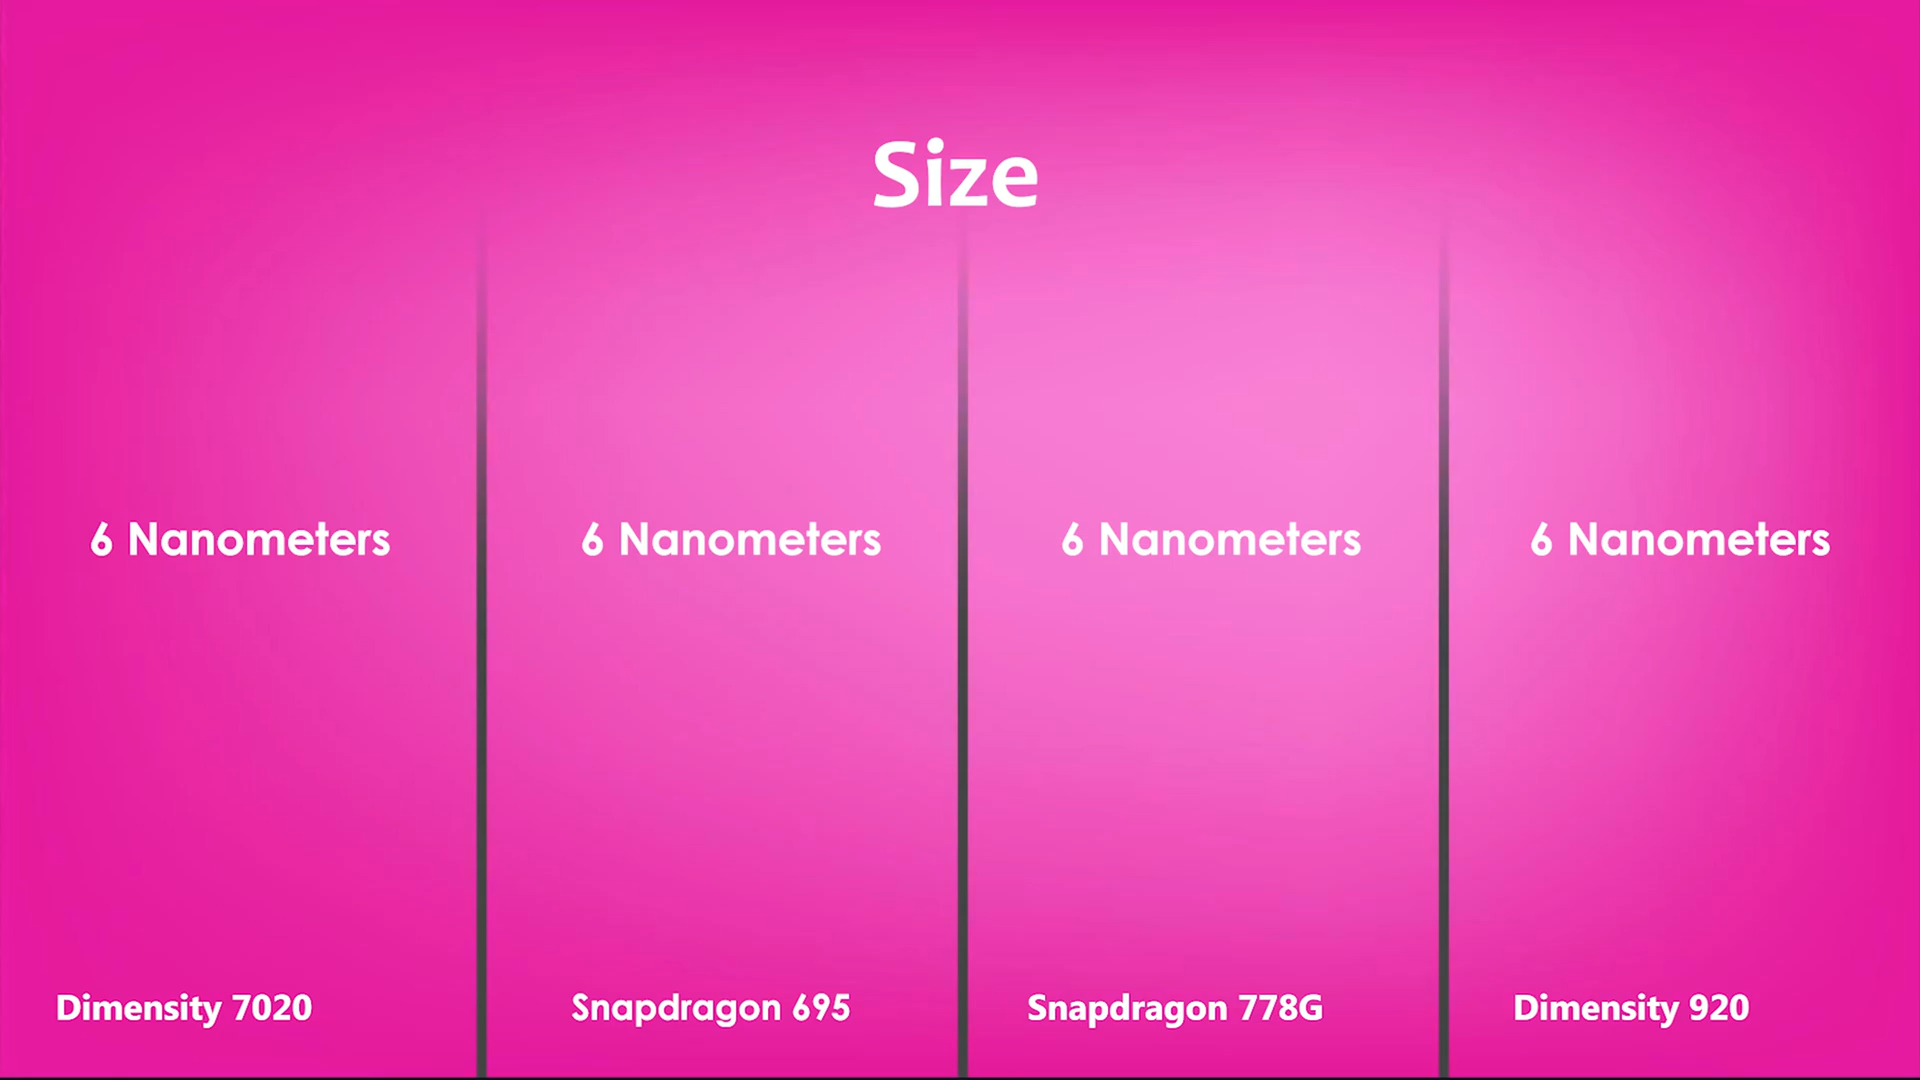 Size
6 Nanometers
6 Nanometers
6 Nanometers
6 Nanometers
Dimensity 7020
Snapdragon 695
Snapdragon 778G
Dimensity 920